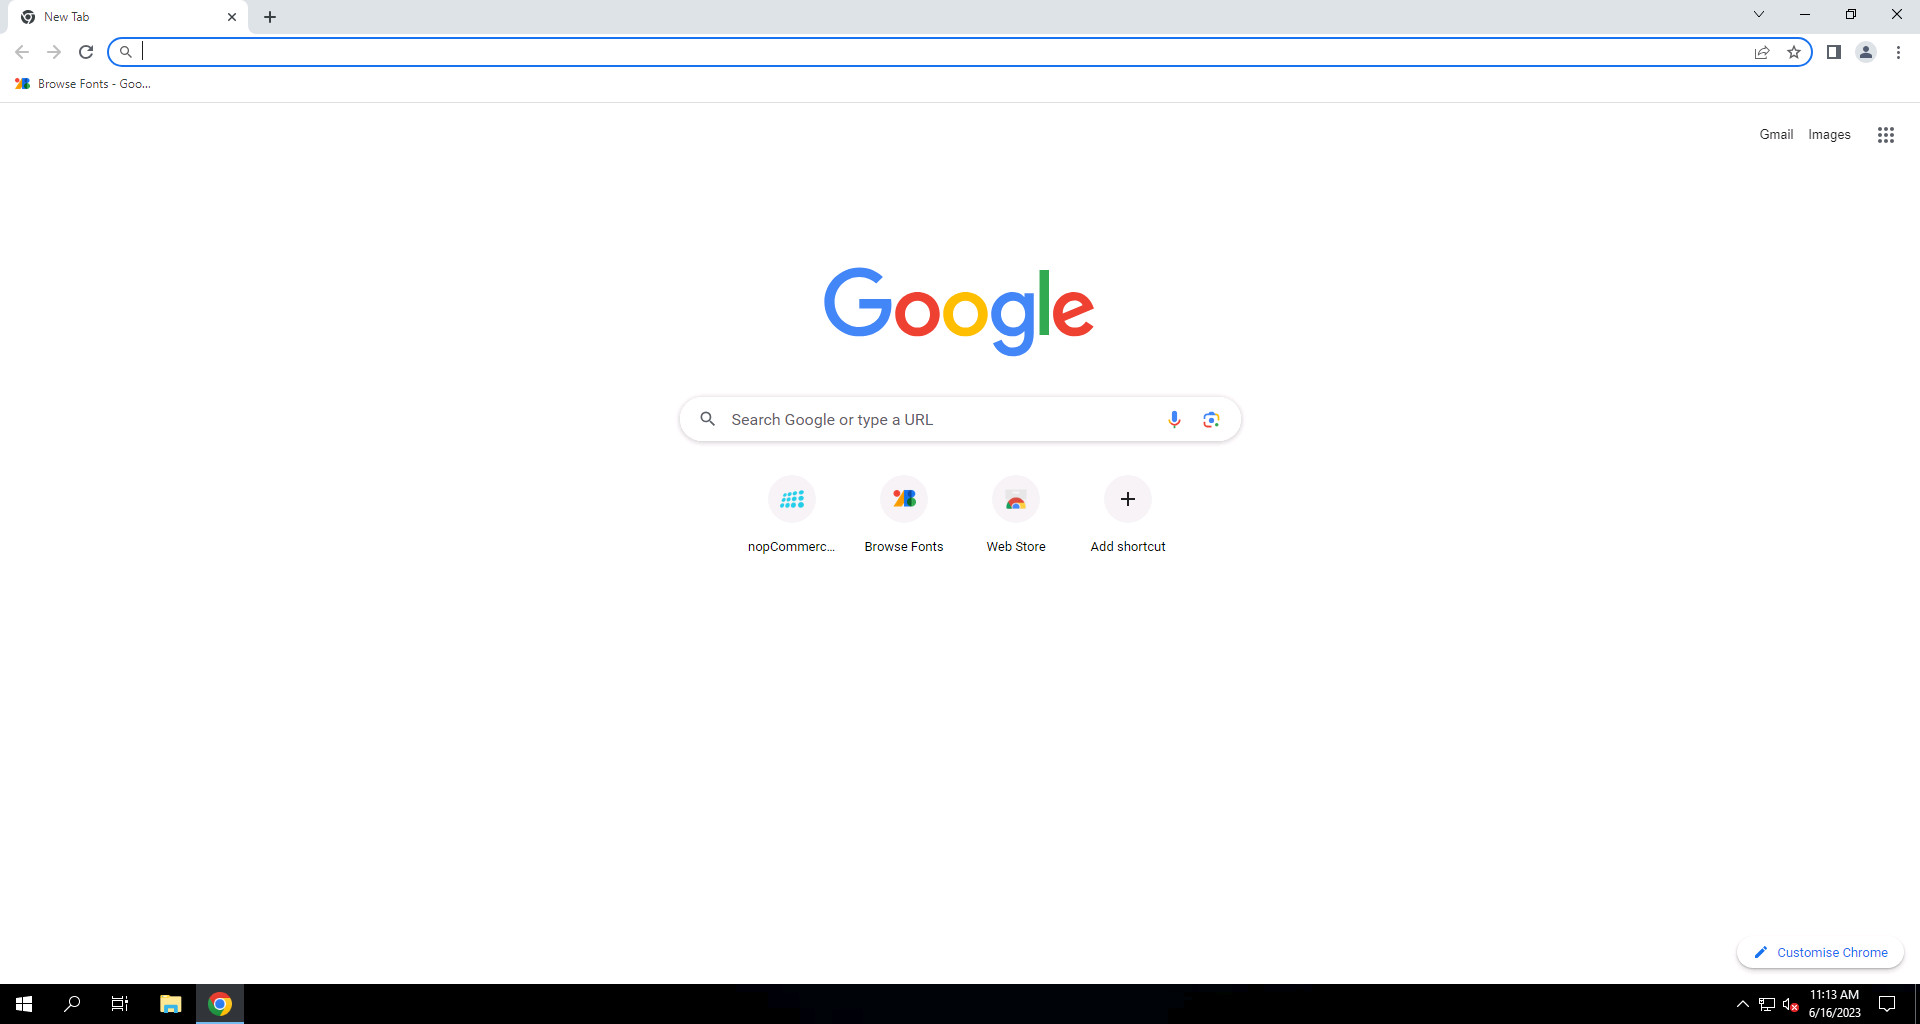 New Tab
Browse Fonts - Goo...
Gmail Images
Google
Search Google or type a URL
nopCommerc... Browse Fonts Web Store Add shortcut
Customise Chrome
11:13 AM
6/16/2023